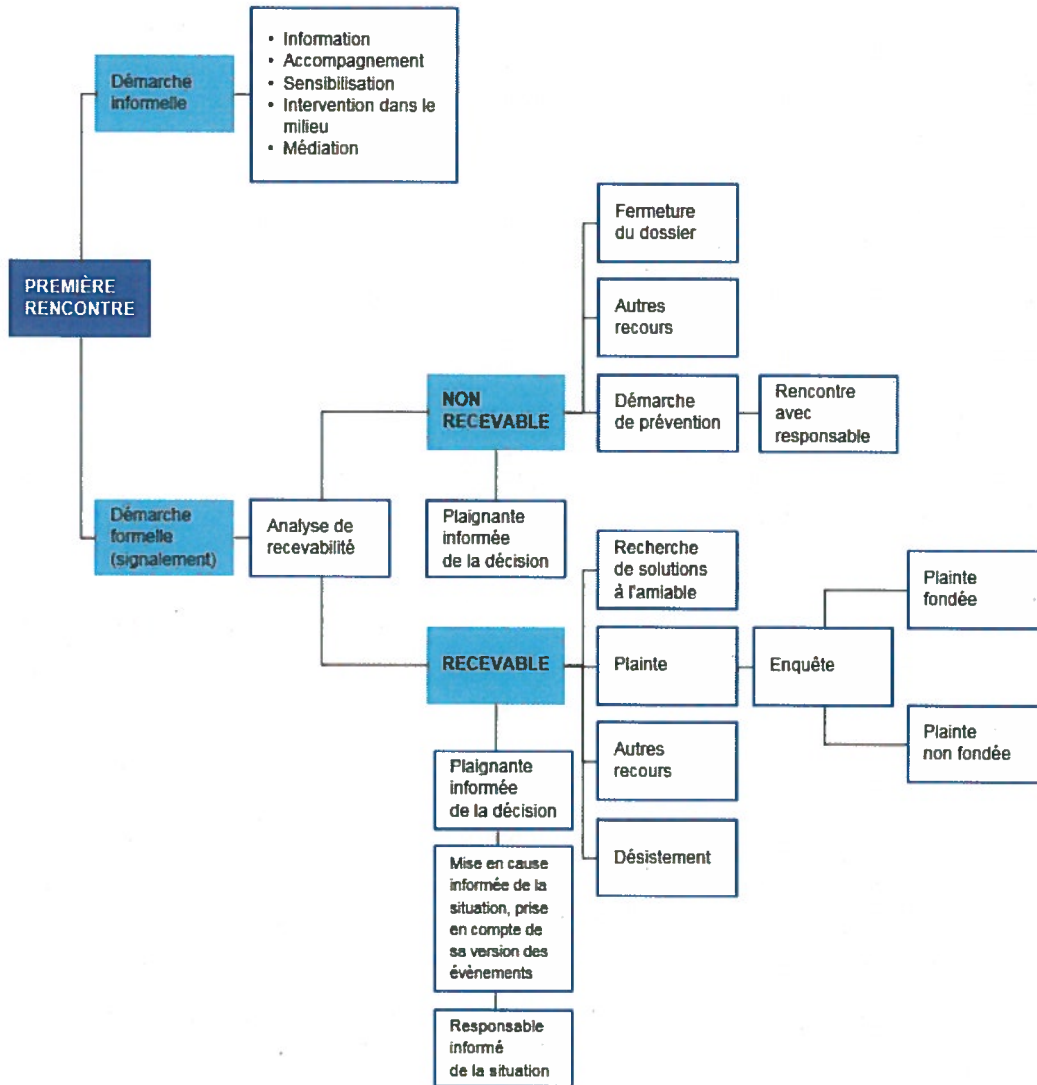 • Information
• Accompagnement
• Sensibilisation
• Intervention dans le
milieu
• Médiation
Démarche
informelle
PREMIÈRE
RENCONTRE
Démarche
formelle
(signalement)
Analyse de
recevabilité
NON
RECEVABLE
Plaignante
informée
de la décision
Fermeture
du dossier
Autres
recours
Démarche
de prévention
Rencontre
avec
responsable
RECEVABLE
Plaignante
informée
de la décision
Mise en cause
informée de la
situation, prise
en compte de
sa version des
évènements
Responsable
informé
de la situation
Recherche
de solutions
à l'amiable
Plainte
Autres
recours
Désistement
Enquête
Plainte
fondée
Plainte
non fondée